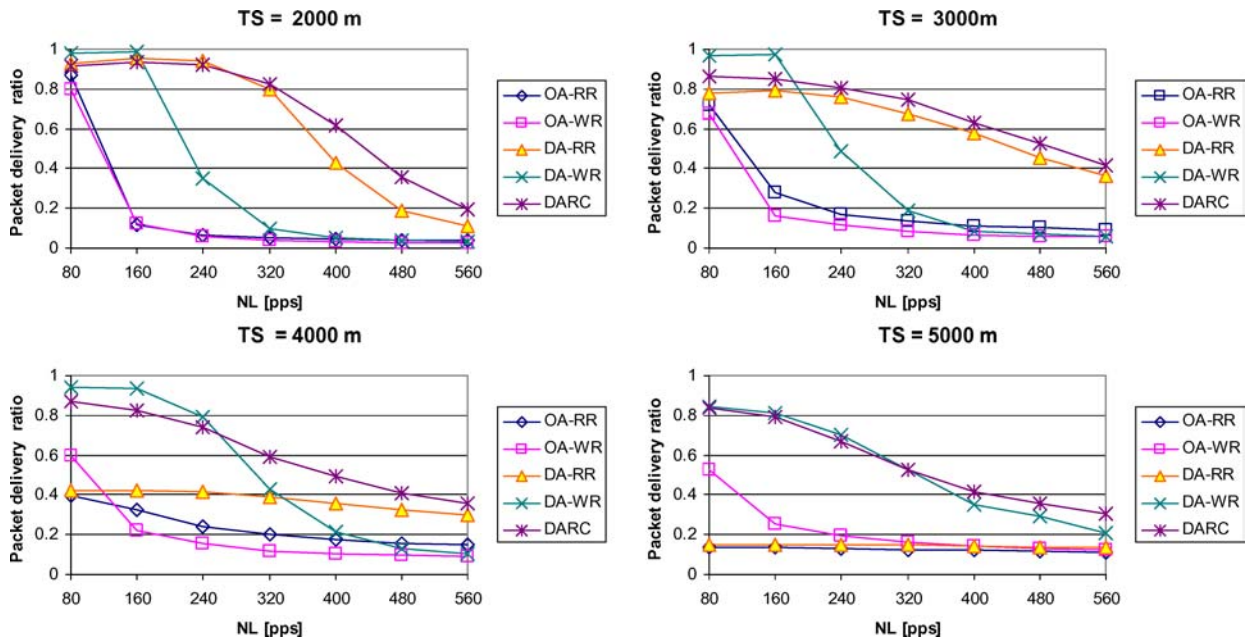 TS = 2000 m
Packet delivery ratio
1
0.8
0.6
0.4
0.2
0
80 160 240 320 400 480 560
NL [pps]
OA-RR
OA-WR
DA-RR
DA-WR
DARC
TS = 3000m
Packet delivery ratio
1
0.8
0.6
0.4
0.2
0
80 160 240 320 400 480 560
NL [pps]
OA-RR
OA-WR
DA-RR
DA-WR
DARC
TS = 4000 m
Packet delivery ratio
1
0.8
0.6
0.4
0.2
0
80 160 240 320 400 480 560
NL [pps]
OA-RR
OA-WR
DA-RR
DA-WR
DARC
TS = 5000 m
Packet delivery ratio
1
0.8
0.6
0.4
0.2
0
80 160 240 320 400 480 560
NL [pps]
OA-RR
OA-WR
DA-RR
DA-WR
DARC